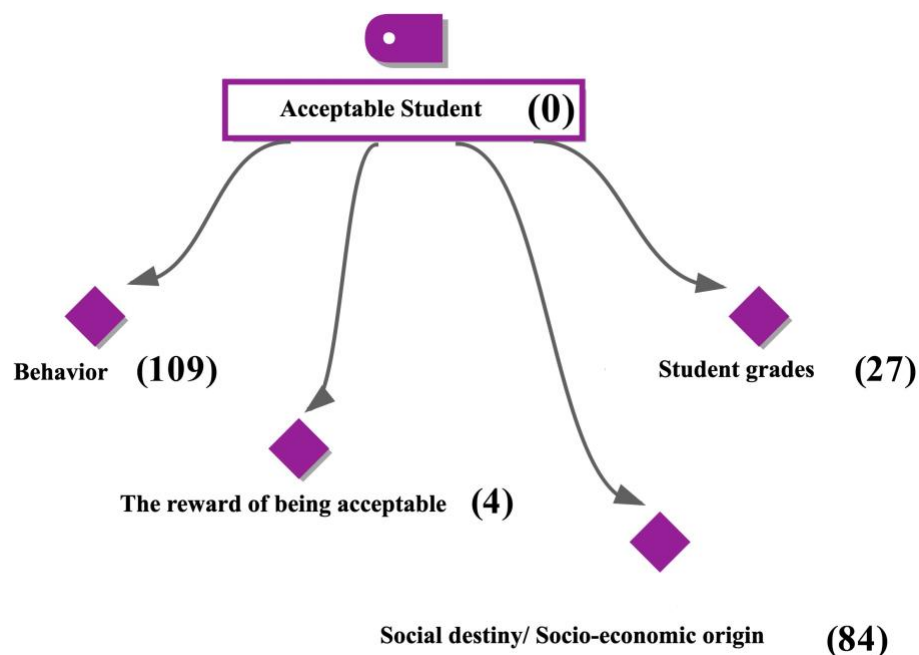 Acceptable Student (0)
Behavior (109)
Student grades (27)
The reward of being acceptable (4)
Social destiny/ Socio-economic origin (84)